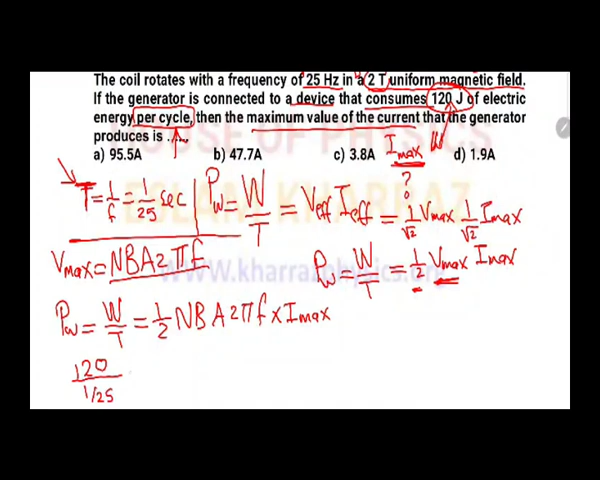 The coil rotates with a frequency of 25 Hz in a 2 T uniform magnetic field.
If the generator is connected to a device that consumes 120 J of electric
energy per cycle, then the maximum value of the current that the generator
produces is .....
a) 95.5A b) 47.7A c) 3.8A d) 1.9A
I max W
?
T = 1/f = 1/25 sec
Pw = W/T = Veff Ieff = 1/√2 Vmax 1/√2 Imax
Vmax = NBA2πf
Pw = W/T = 1/2 Vmax Imax
Pw = W/T = 1/2 NBA2πf x Imax
120
1/25